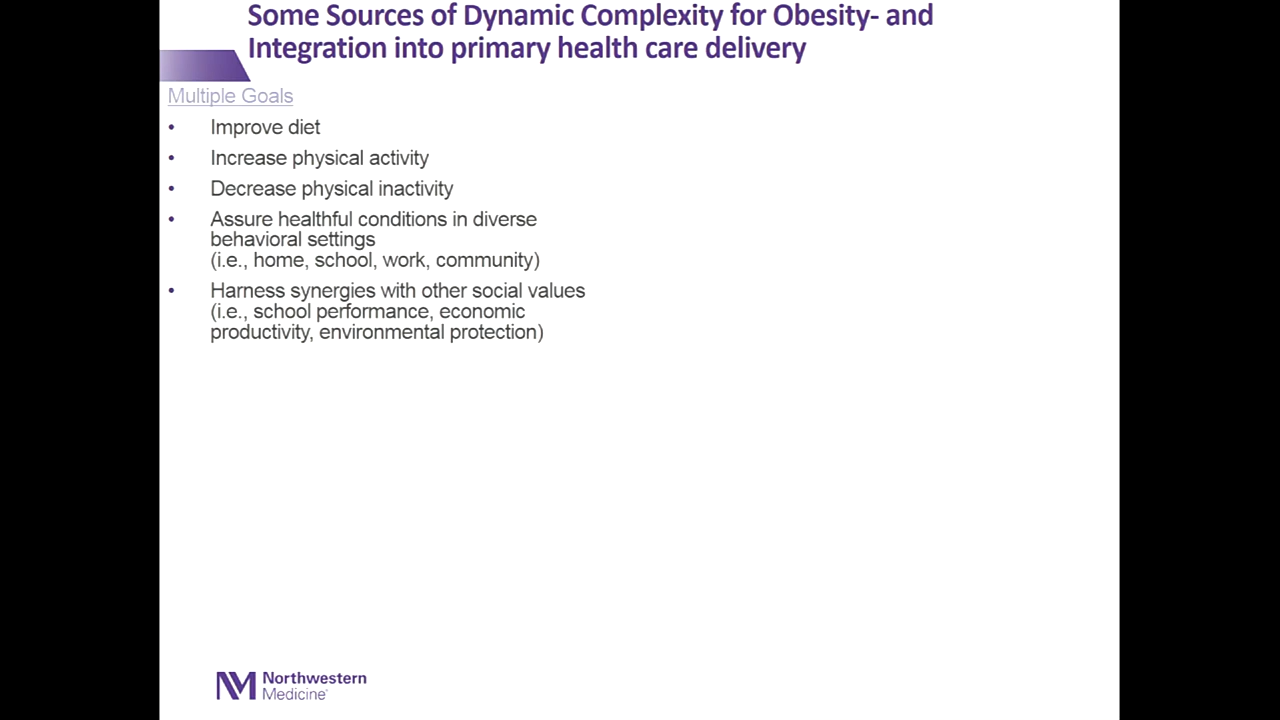 Some Sources of Dynamic Complexity for Obesity- and
Integration into primary health care delivery
Multiple Goals
• Improve diet
• Increase physical activity
• Decrease physical inactivity
• Assure healthful conditions in diverse
behavioral settings
(i.e., home, school, work, community)
• Harness synergies with other social values
(i.e., school performance, economic
productivity, environmental protection)
NM Northwestern
Medicine